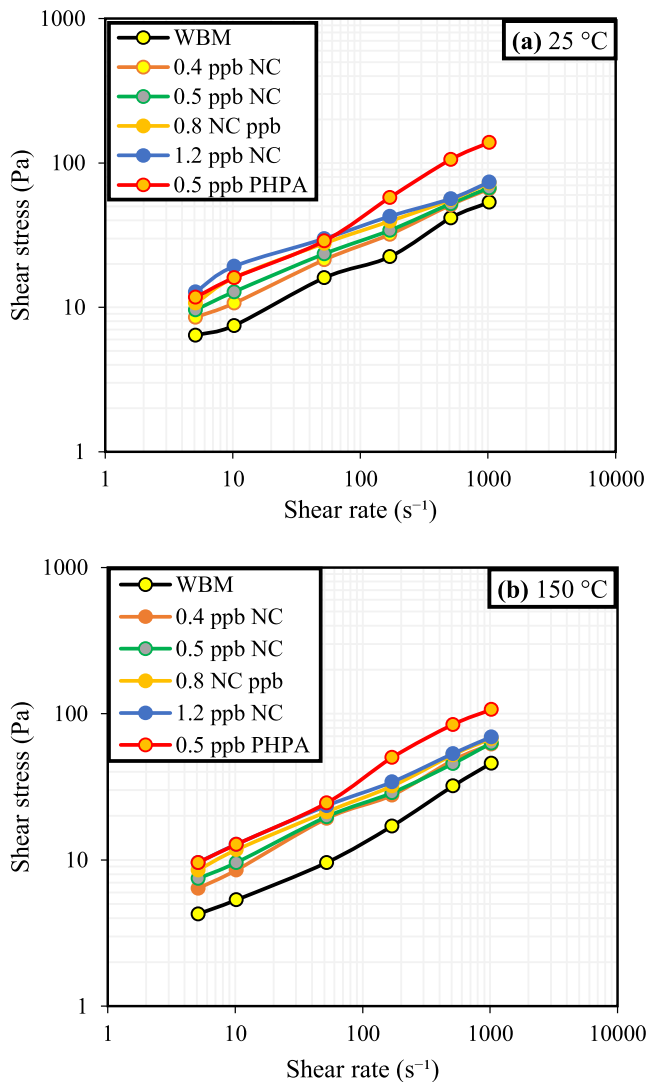 1000
100
10
1
Shear stress (Pa)
WBM
0.4 ppb NC
0.5 ppb NC
0.8 NC ppb
1.2 ppb NC
0.5 ppb PHPA
(a) 25 °C
1 10 100 1000 10000
Shear rate (s⁻¹)
1000
100
10
1
Shear stress (Pa)
WBM
0.4 ppb NC
0.5 ppb NC
0.8 NC ppb
1.2 ppb NC
0.5 ppb PHPA
(b) 150 °C
1 10 100 1000 10000
Shear rate (s⁻¹)